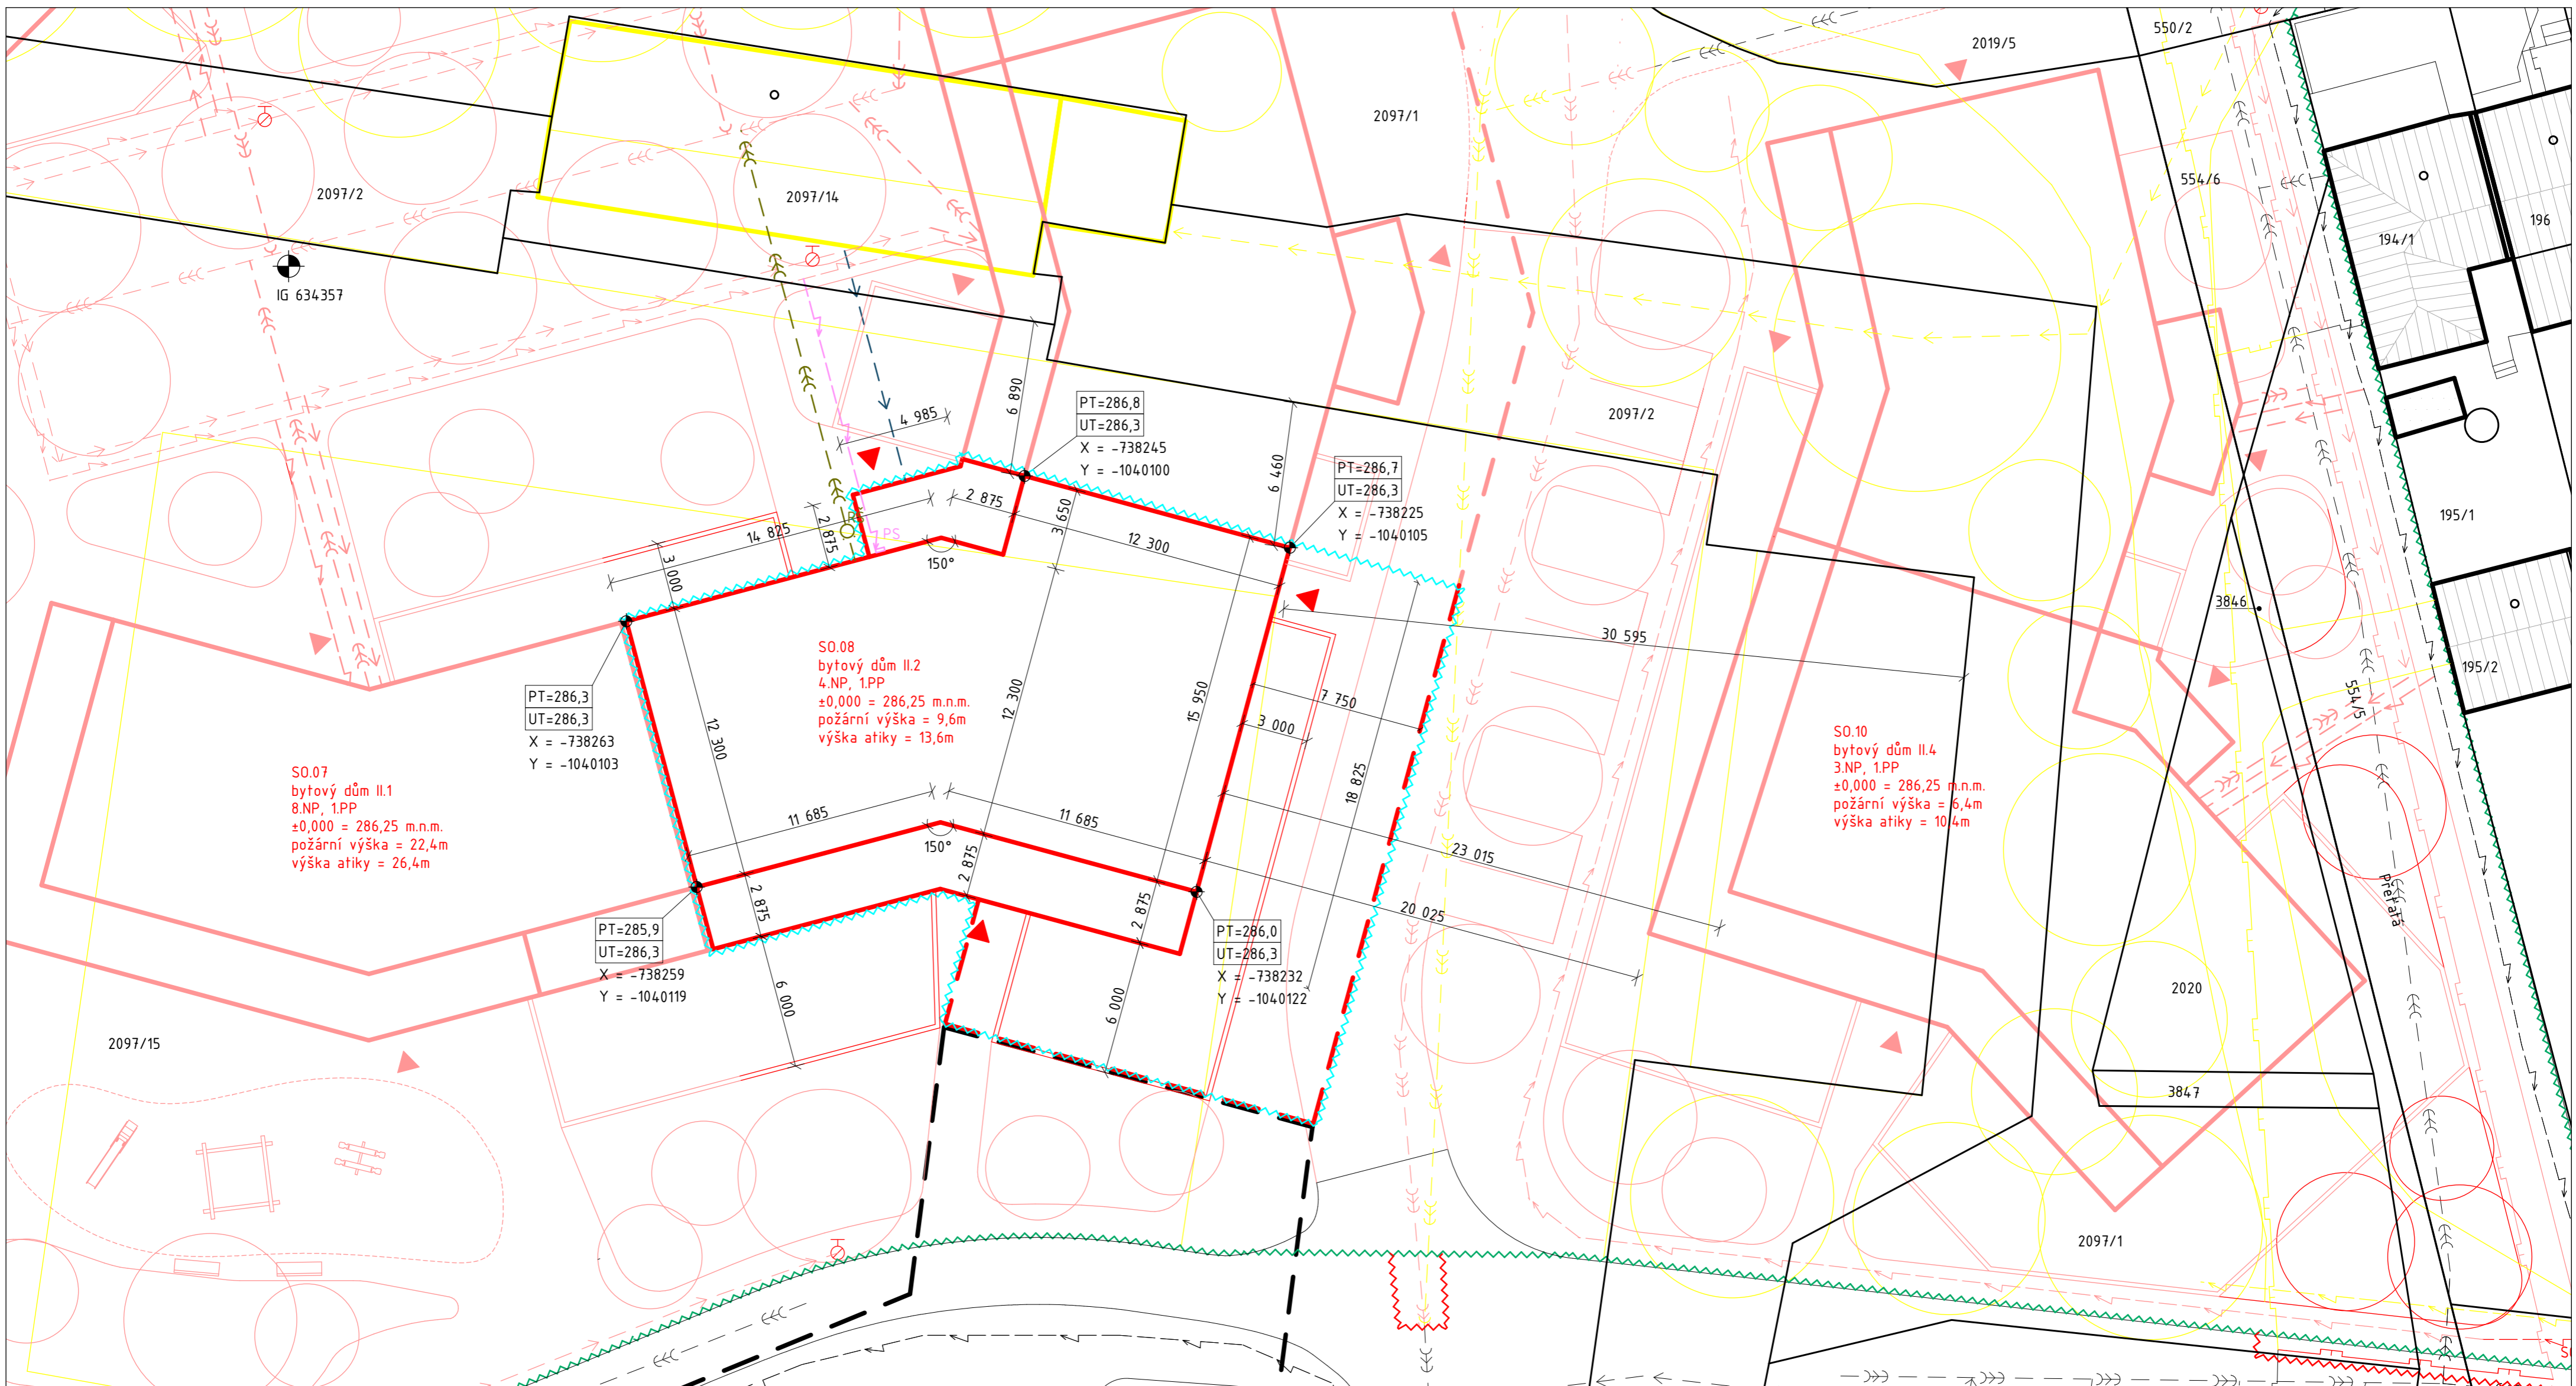 550/2
2019/5
2097/1
554/6
2097/2
2097/14
194/1
196
IG 634357
6 890
4 985
PT=286,8
UT=286,3
X = -738245
Y = -1040100
2097/2
6 460
PT=286,7
UT=286,3
X = -738225
Y = -1040105
2 875
3 650
12 300
14 825
2 875
3 000
PS
150°
195/1
3846
195/2
554/5
30 595
SO.08
bytový dům II.2
4.NP, 1.PP
±0,000 = 286,25 m.n.m.
požární výška = 9,6m
výška atiky = 13,6m
12 300
15 950
7 750
3 000
18 825
PT=286,3
UT=286,3
X = -738263
Y = -1040103
12 300
SO.10
bytový dům II.4
3.NP, 1.PP
±0,000 = 286,25 m.n.m.
požární výška = 6,4m
výška atiky = 10,4m
SO.07
bytový dům II.1
8.NP, 1.PP
±0,000 = 286,25 m.n.m.
požární výška = 22,4m
výška atiky = 26,4m
11 685
11 685
150°
2 875
2 875
2 875
23 015
20 025
Přeťatá
PT=285,9
UT=286,3
X = -738259
Y = -1040119
PT=286,0
UT=286,3
X = -738232
Y = -1040122
6 000
6 000
2020
2097/15
3847
2097/1